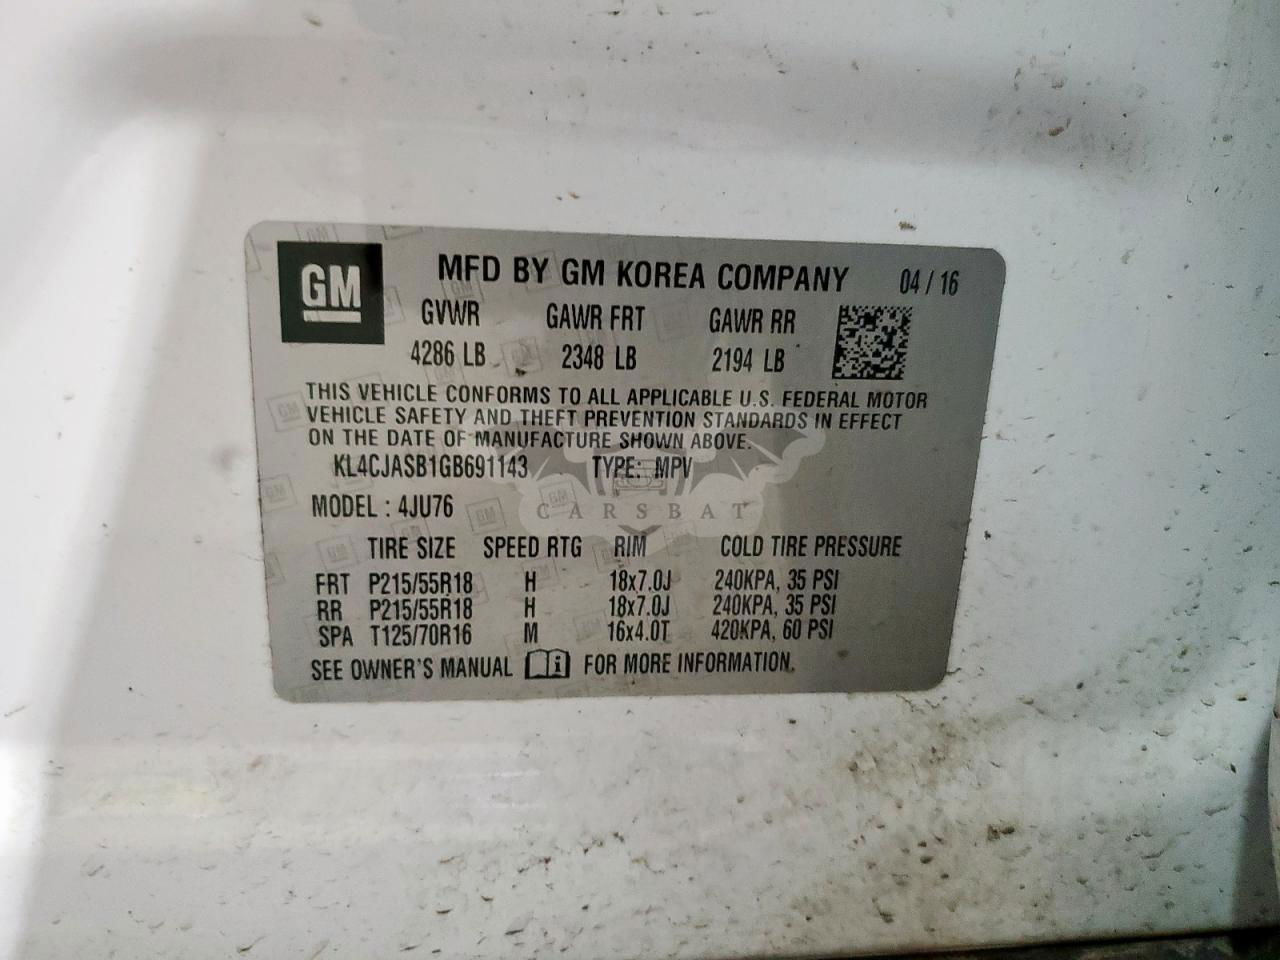 GM
MFD BY GM KOREA COMPANY 04 / 16
GVWR GAWR FRT GAWR RR
4286 LB 2348 LB 2194 LB
THIS VEHICLE CONFORMS TO ALL APPLICABLE U.S. FEDERAL MOTOR
VEHICLE SAFETY AND THEFT PREVENTION STANDARDS IN EFFECT
ON THE DATE OF MANUFACTURE SHOWN ABOVE.
KL4CJASB1GB691143 TYPE: MPV
MODEL : 4JU76
CARSBAT
TIRE SIZE SPEED RTG RIM COLD TIRE PRESSURE
FRT P215/55R18 H 18x7.0J 240KPA, 35 PSI
RR P215/55R18 H 18x7.0J 240KPA, 35 PSI
SPA T125/70R16 M 16x4.0T 420KPA, 60 PSI
SEE OWNER'S MANUAL FOR MORE INFORMATION.